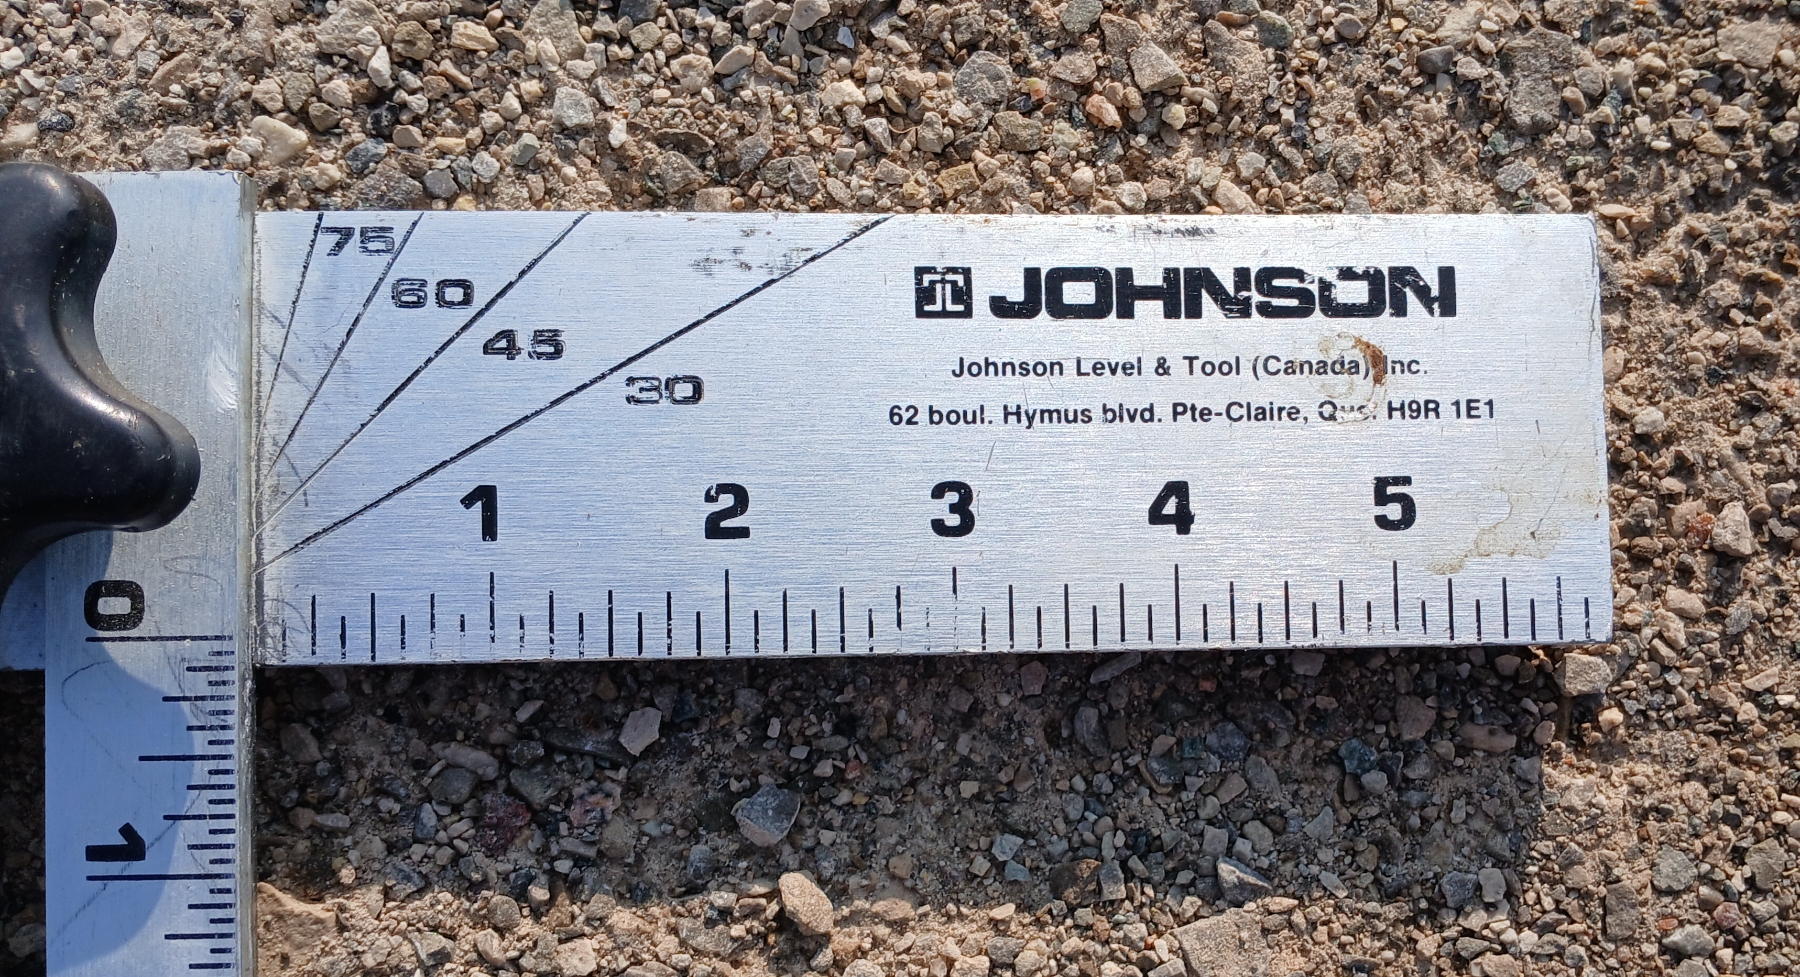 75
60
45
30
JOHNSON
Johnson Level & Tool (Canada) Inc.
62 boul. Hymus blvd. Pte-Claire, Que. H9R 1E1
1 2 3 4 5
0
1